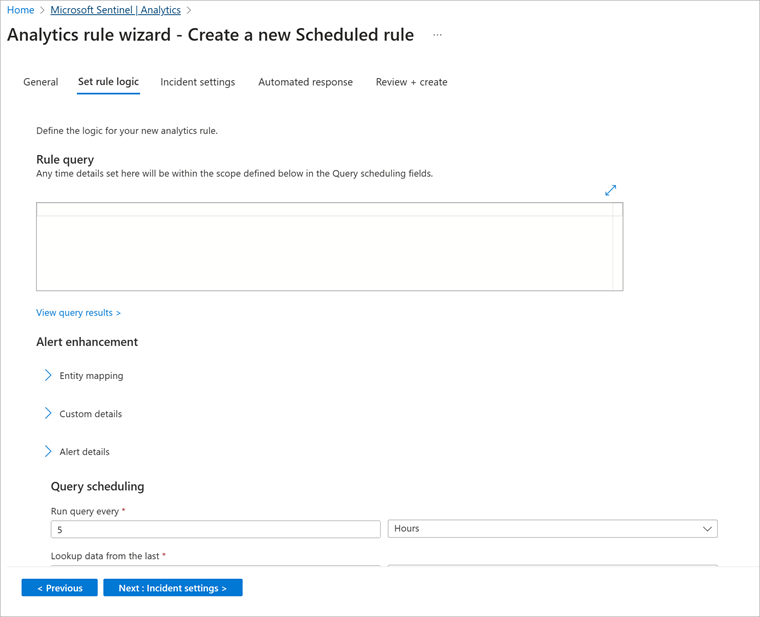 Home > Microsoft Sentinel | Analytics >
Analytics rule wizard - Create a new Scheduled rule ...
General Set rule logic Incident settings Automated response Review + create
Define the logic for your new analytics rule.
Rule query
Any time details set here will be within the scope defined below in the Query scheduling fields.
View query results >
Alert enhancement
Entity mapping
Custom details
Alert details
Query scheduling
Run query every *
5 Hours
Lookup data from the last *
< Previous Next : Incident settings >